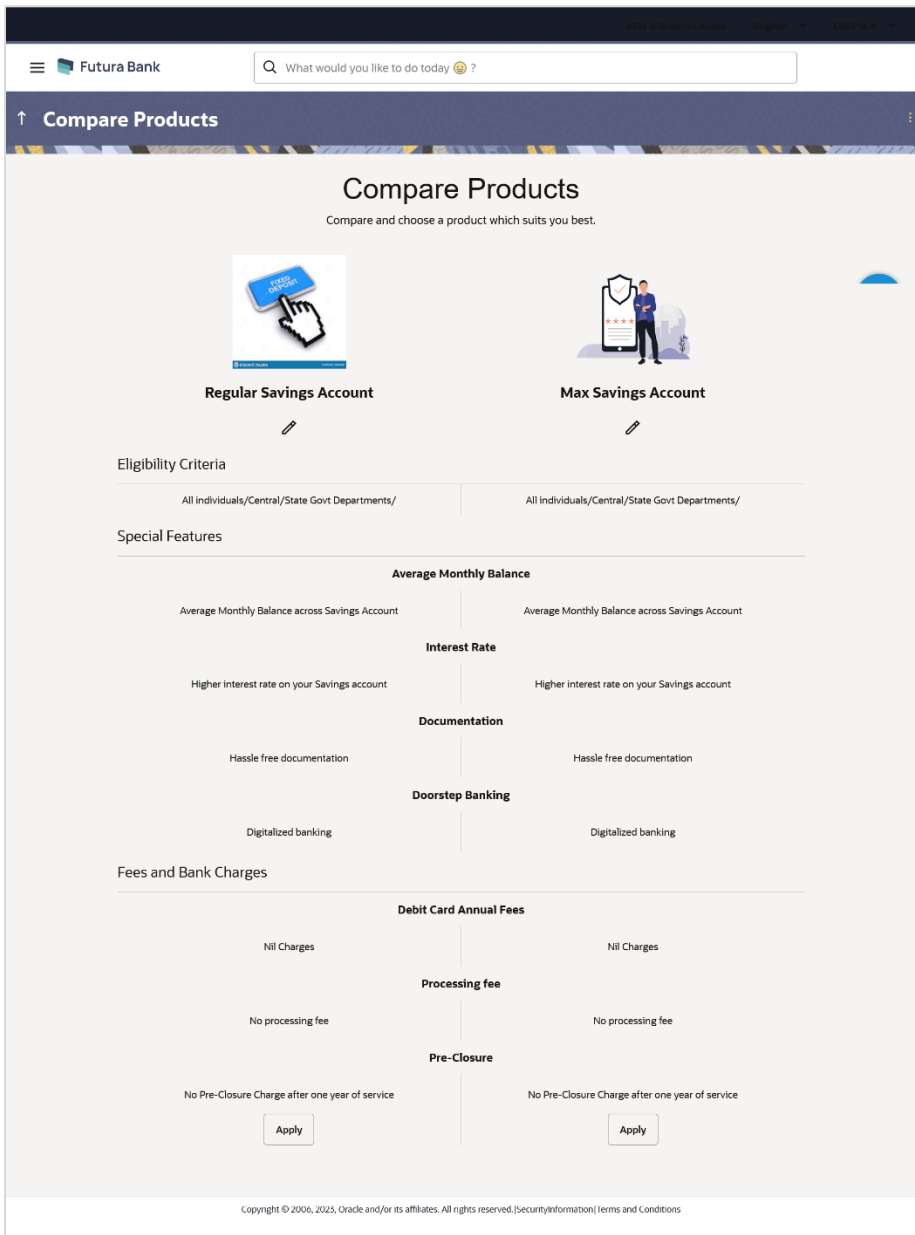 ATM & Branch Locator English
Futura Bank
What would you like to do today 😄 ?
↑ Compare Products
Compare Products
Compare and choose a product which suits you best.
FIXED DEPOSIT
Regular Savings Account Max Savings Account
Eligibility Criteria
All individuals/Central/State Govt Departments/ All individuals/Central/State Govt Departments/
Special Features
Average Monthly Balance
Average Monthly Balance across Savings Account Average Monthly Balance across Savings Account
Interest Rate
Higher interest rate on your Savings account Higher interest rate on your Savings account
Documentation
Hassle free documentation Hassle free documentation
Doorstep Banking
Digitalized banking Digitalized banking
Fees and Bank Charges
Debit Card Annual Fees
Nil Charges Nil Charges
Processing fee
No processing fee No processing fee
Pre-Closure
No Pre-Closure Charge after one year of service No Pre-Closure Charge after one year of service
Apply Apply
Copyright © 2006, 2023, Oracle and/or its affiliates. All rights reserved.|SecurityInformation|Terms and Conditions